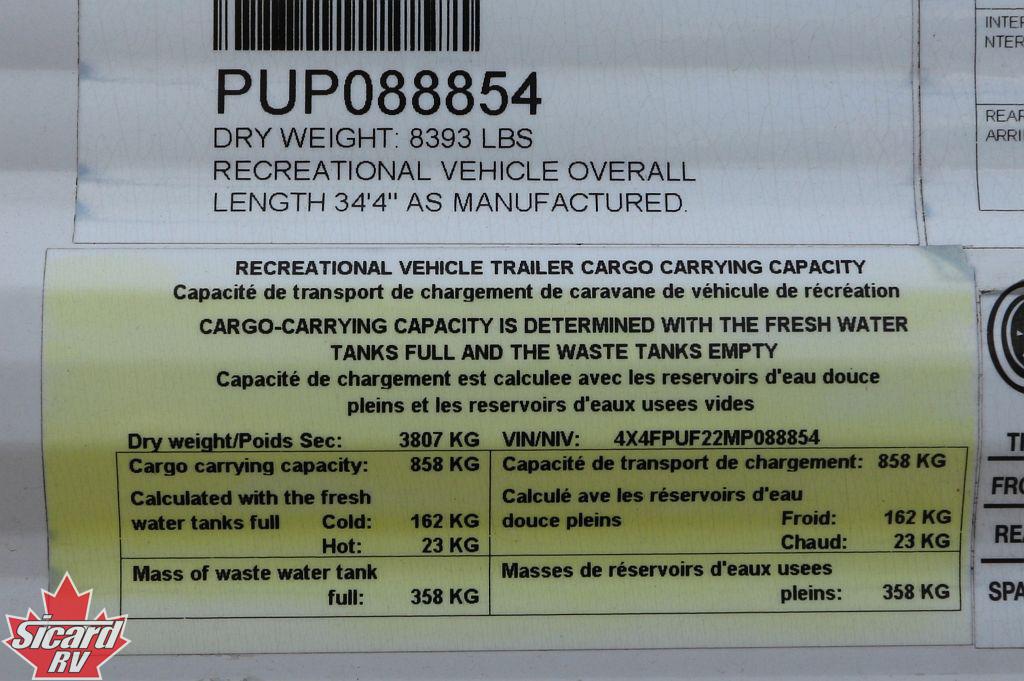 PUP088854
DRY WEIGHT: 8393 LBS
RECREATIONAL VEHICLE OVERALL
LENGTH 34'4" AS MANUFACTURED.
RECREATIONAL VEHICLE TRAILER CARGO CARRYING CAPACITY
Capacité de transport de chargement de caravane de véhicule de récréation
CARGO-CARRYING CAPACITY IS DETERMINED WITH THE FRESH WATER
TANKS FULL AND THE WASTE TANKS EMPTY
Capacité de chargement est calculee avec les reservoirs d'eau douce
pleins et les reservoirs d'eaux usees vides
Dry weight/Poids Sec: 3807 KG VIN/NIV: 4X4FPUF22MP088854
Cargo carrying capacity: 858 KG
Calculated with the fresh
water tanks full Cold: 162 KG
Hot: 23 KG
Mass of waste water tank
full: 358 KG
Capacité de transport de chargement: 858 KG
Calculé ave les réservoirs d'eau
douce pleins Froid: 162 KG
Chaud: 23 KG
Masses de réservoirs d'eaux usees
pleins: 358 KG
INTER
NTER
REAR
ARRI
TI
FRO
REA
SPA
Sicard
RV